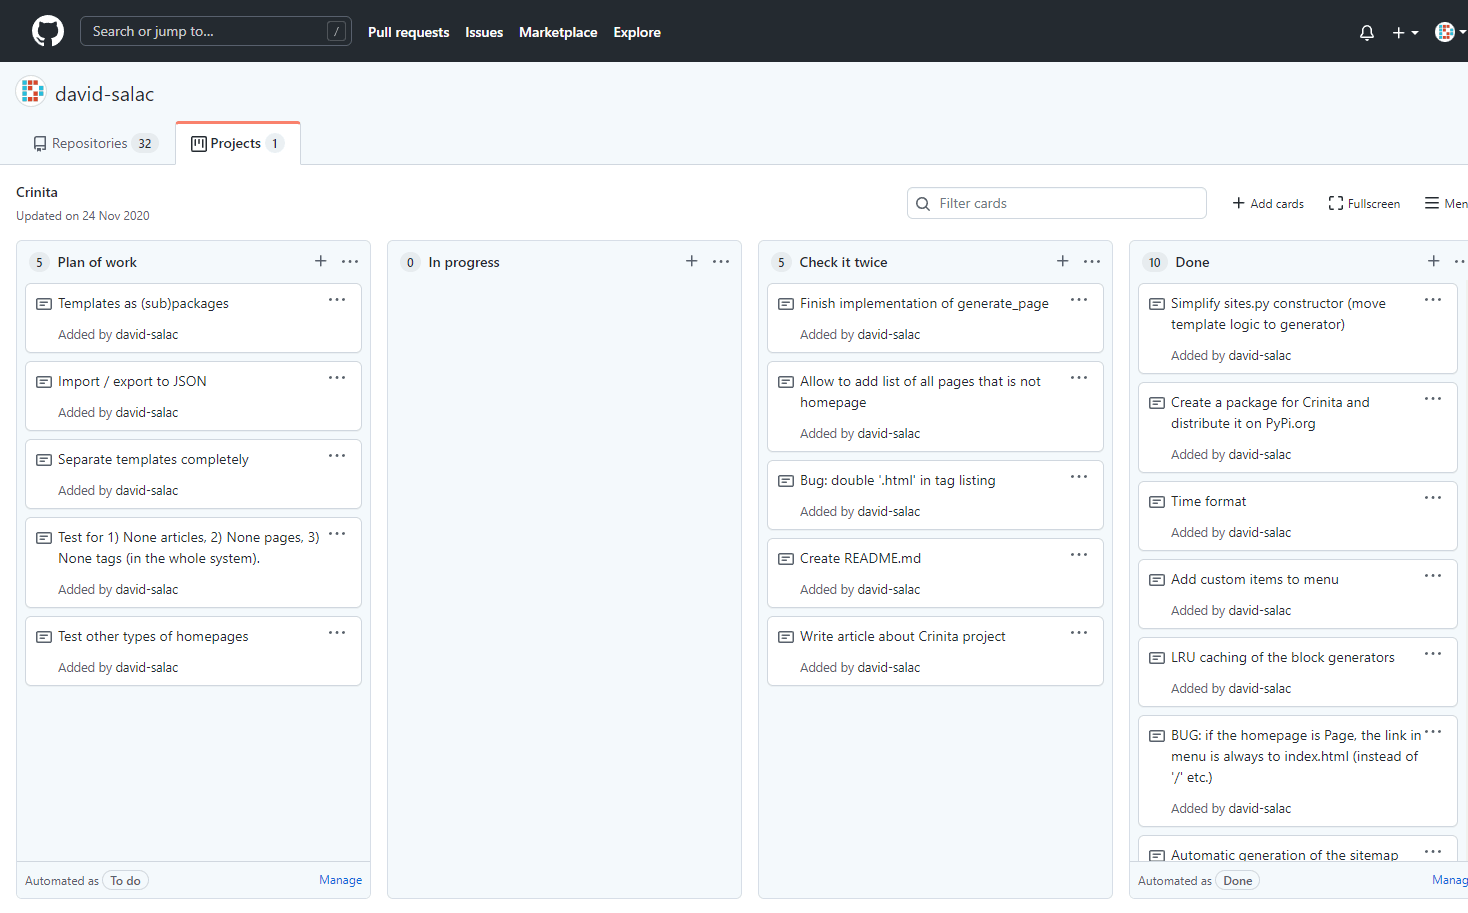 Search or jump to...
/
Pull requests
Issues
Marketplace
Explore
david-salac
Repositories 32
Projects 1
Crinita
Updated on 24 Nov 2020
Filter cards
Add cards
Fullscreen
Men
5 Plan of work
Templates as (sub)packages
Added by david-salac
Import / export to JSON
Added by david-salac
Separate templates completely
Added by david-salac
Test for 1) None articles, 2) None pages, 3)
None tags (in the whole system).
Added by david-salac
Test other types of homepages
Added by david-salac
Automated as To do
Manage
0 In progress
5 Check it twice
Finish implementation of generate_page
Added by david-salac
Allow to add list of all pages that is not
homepage
Added by david-salac
Bug: double '.html' in tag listing
Added by david-salac
Create README.md
Added by david-salac
Write article about Crinita project
Added by david-salac
10 Done
Simplify sites.py constructor (move
template logic to generator)
Added by david-salac
Create a package for Crinita and
distribute it on PyPi.org
Added by david-salac
Time format
Added by david-salac
Add custom items to menu
Added by david-salac
LRU caching of the block generators
Added by david-salac
BUG: if the homepage is Page, the link in
menu is always to index.html (instead of
'/' etc.)
Added by david-salac
Automatic generation of the sitemap
Automated as Done
Manag